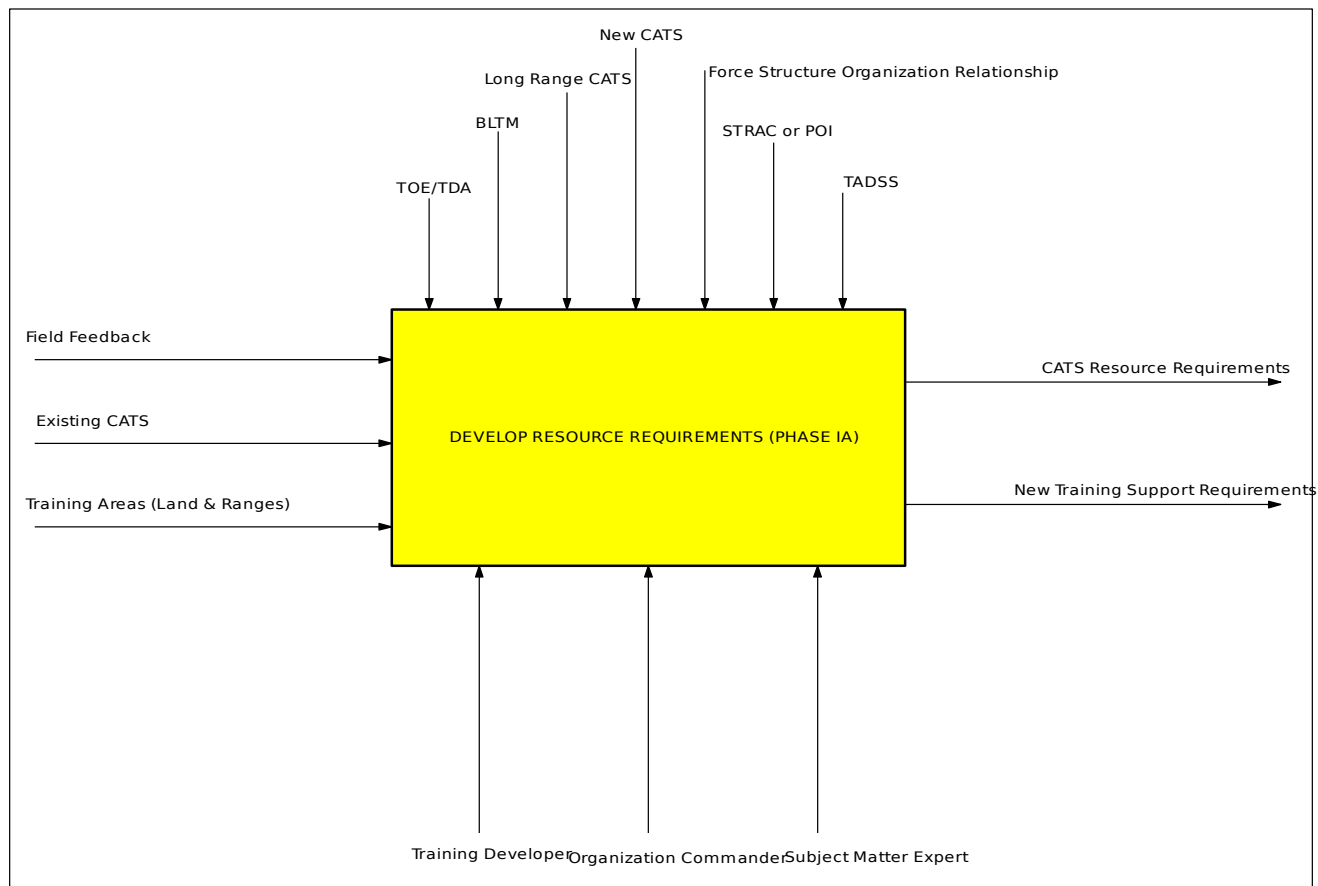 New CATS
Force Structure Organization Relationship
Long Range CATS
BLTM
STRAC or POI
TADSS
TOE/TDA
Field Feedback
CATS Resource Requirements
Existing CATS
DEVELOP RESOURCE REQUIREMENTS (PHASE IA)
New Training Support Requirements
Training Areas (Land & Ranges)
Training Developer
Organization Commander
Subject Matter Expert